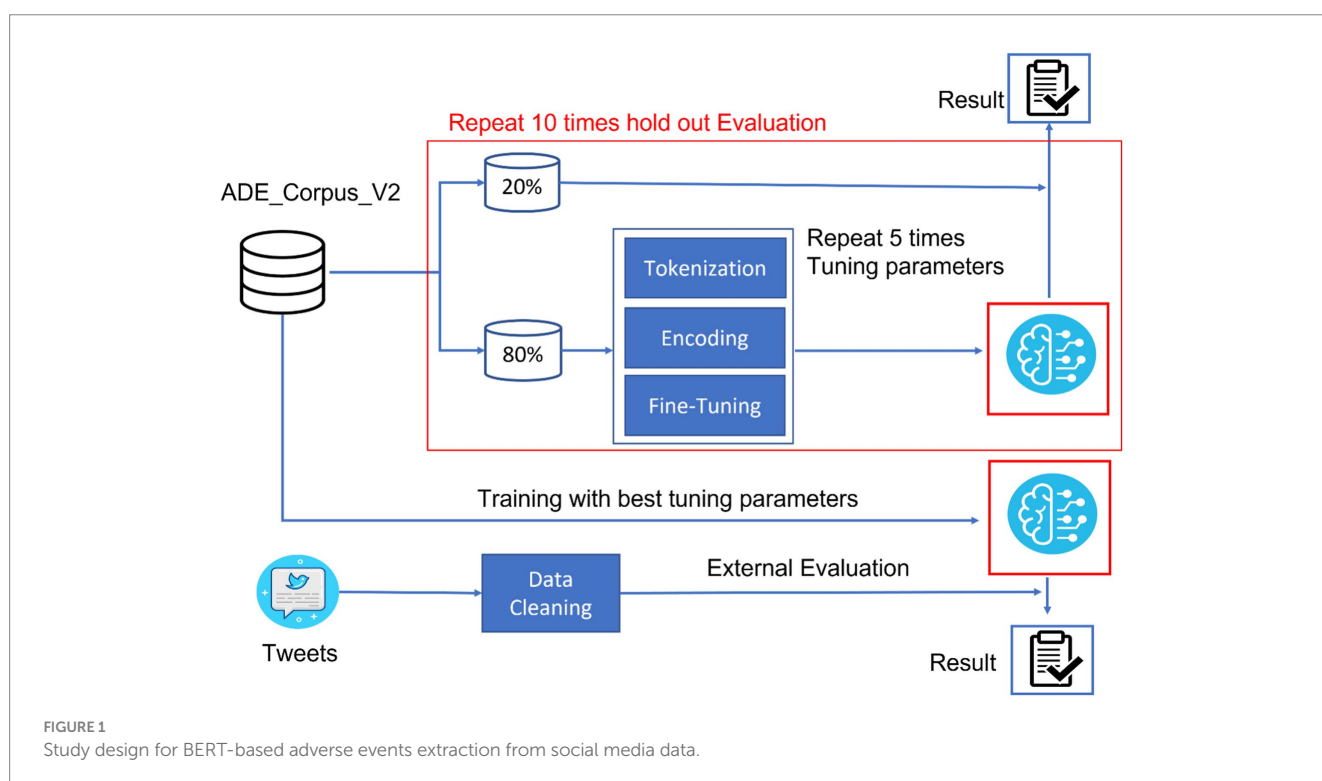 Result
Repeat 10 times hold out Evaluation
ADE_Corpus_V2
20%
Repeat 5 times
Tuning parameters
Tokenization
Encoding
80%
Fine-Tuning
Training with best tuning parameters
External Evaluation
Data
Cleaning
Tweets
Result
FIGURE 1
Study design for BERT-based adverse events extraction from social media data.